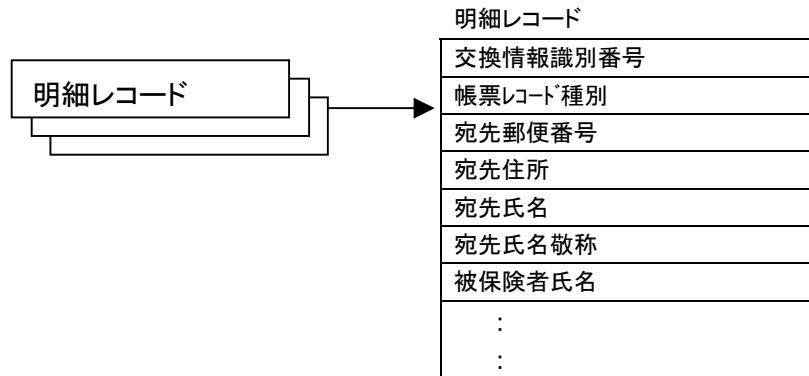 明細レコード
明細レコード
交換情報識別番号
帳票ﾚｺｰﾄﾞ種別
宛先郵便番号
宛先住所
宛先氏名
宛先氏名敬称
被保険者氏名
:
: